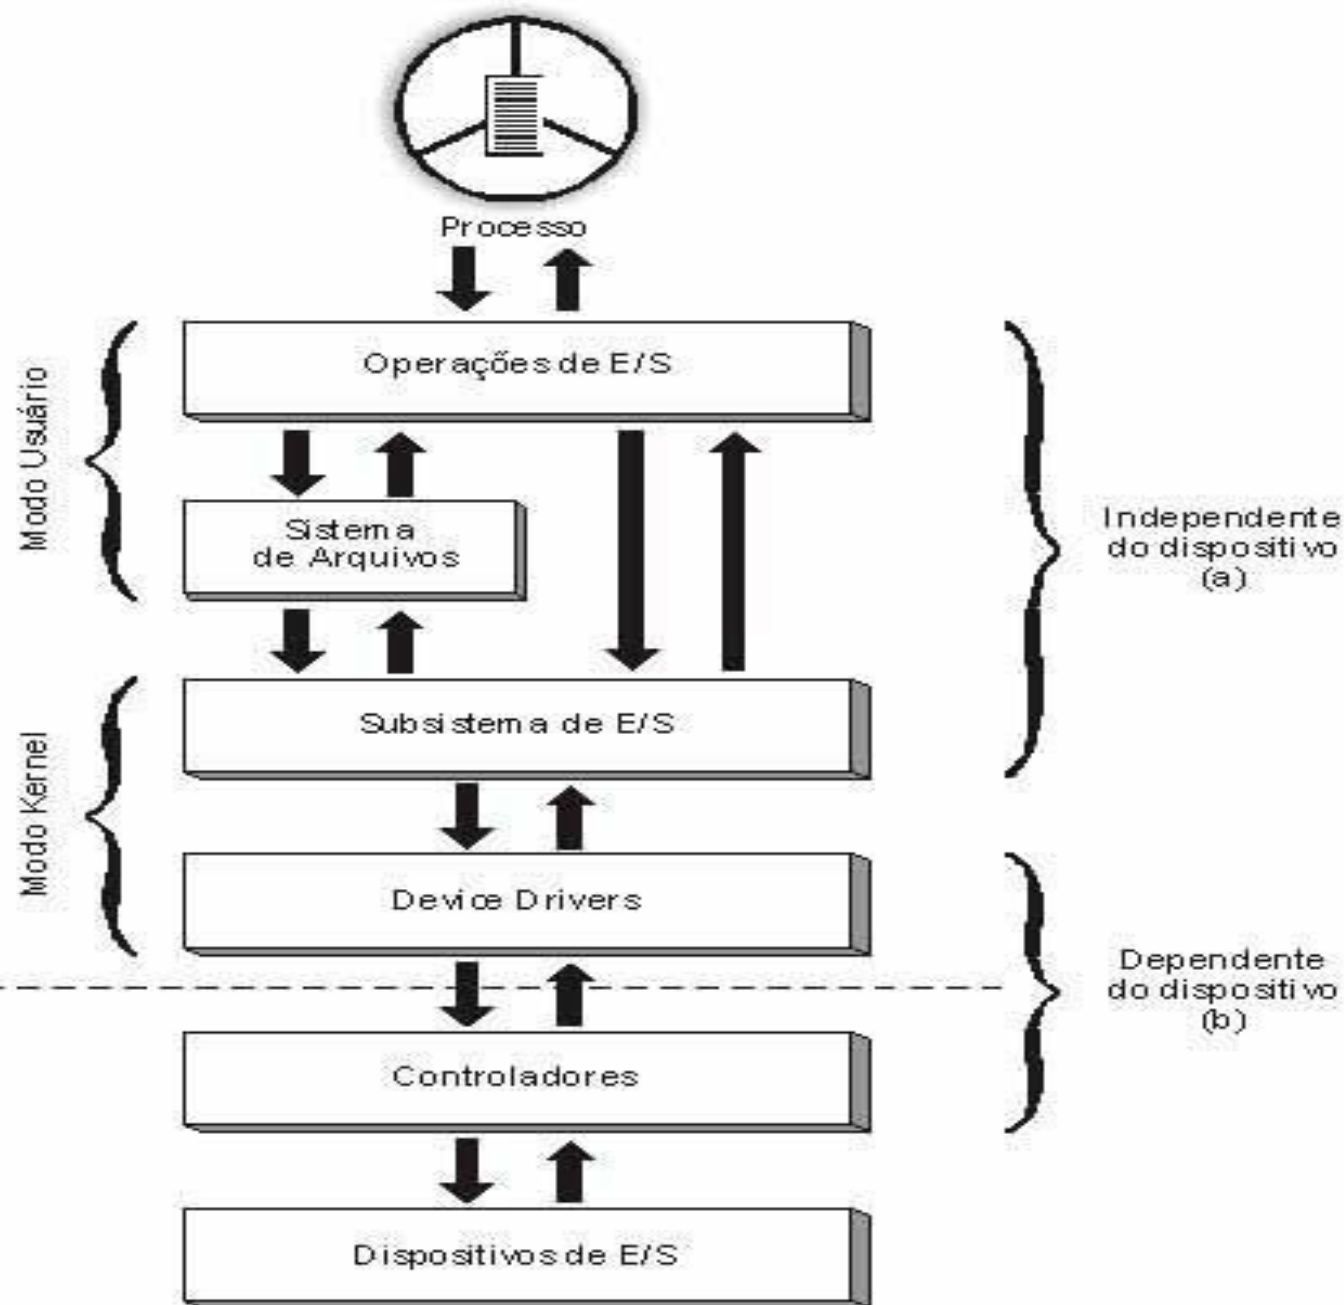 Processo
Operações de E/S
Modo Usuário
Sistema
de Arquivos
Independente
do dispositivo
(a)
Subsistema de E/S
Modo Kernel
Device Drivers
Dependente
do dispositivo
(b)
Controladores
Dispositivos de E/S